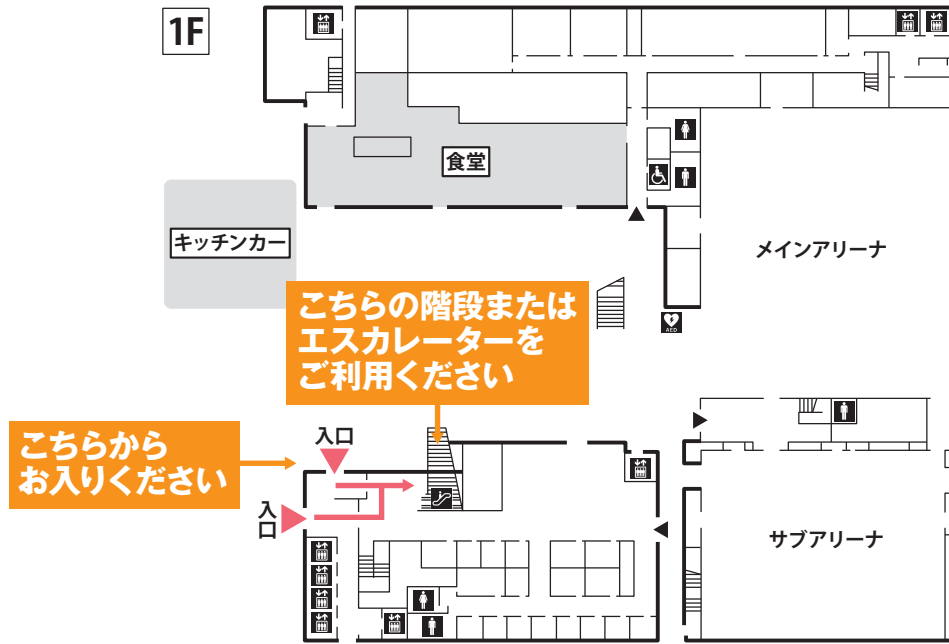 1F
食堂
キッチンカー
メインアリーナ
こちらの階段または
エスカレーターを
ご利用ください
AED
こちらから
お入りください
入口
入口
サブアリーナ